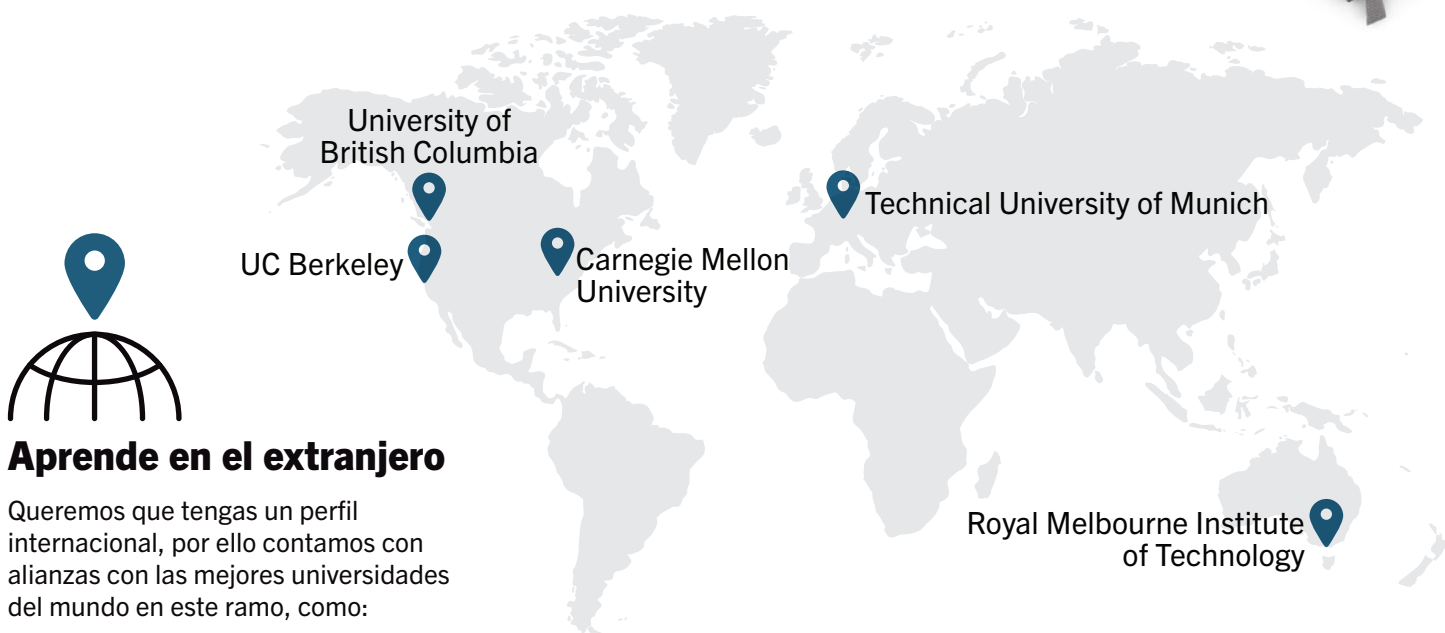 Aprende en el extranjero
Queremos que tengas un perfil
internacional, por ello contamos con
alianzas con las mejores universidades
del mundo en este ramo, como:
University of
British Columbia
UC Berkeley
Carnegie Mellon
University
Technical University of Munich
Royal Melbourne Institute
of Technology